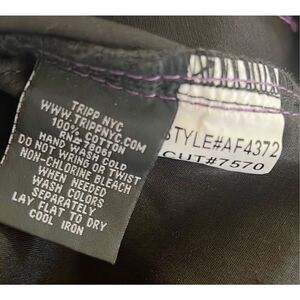 TRIPP NYC
WWW.TRIPPNYC.COM
100% COTTON
RN# 78061
HAND WASH COLD
DO NOT WRING OR TWIST
NON-CHLORINE BLEACH
WHEN NEEDED
WASH COLORS
SEPARATELY
LAY FLAT TO DRY
COOL IRON
STYLE#AF4372
CUT#7570